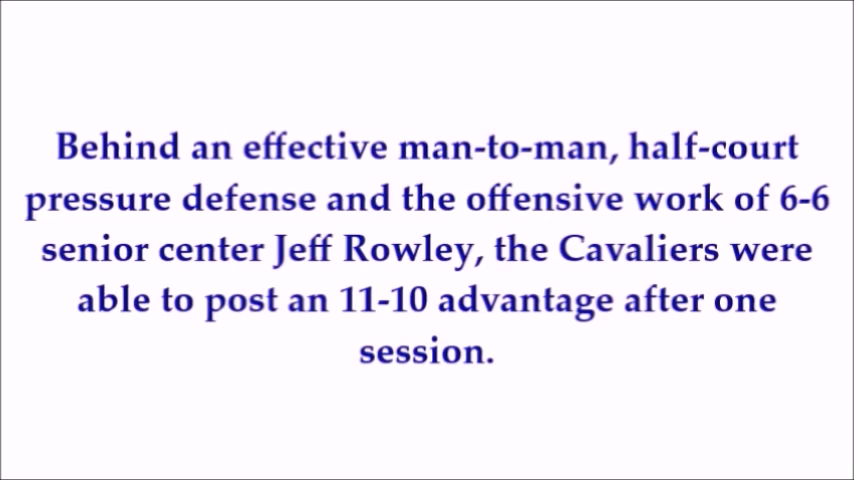 Behind an effective man-to-man, half-court
pressure defense and the offensive work of 6-6
senior center Jeff Rowley, the Cavaliers were
able to post an 11-10 advantage after one
session.